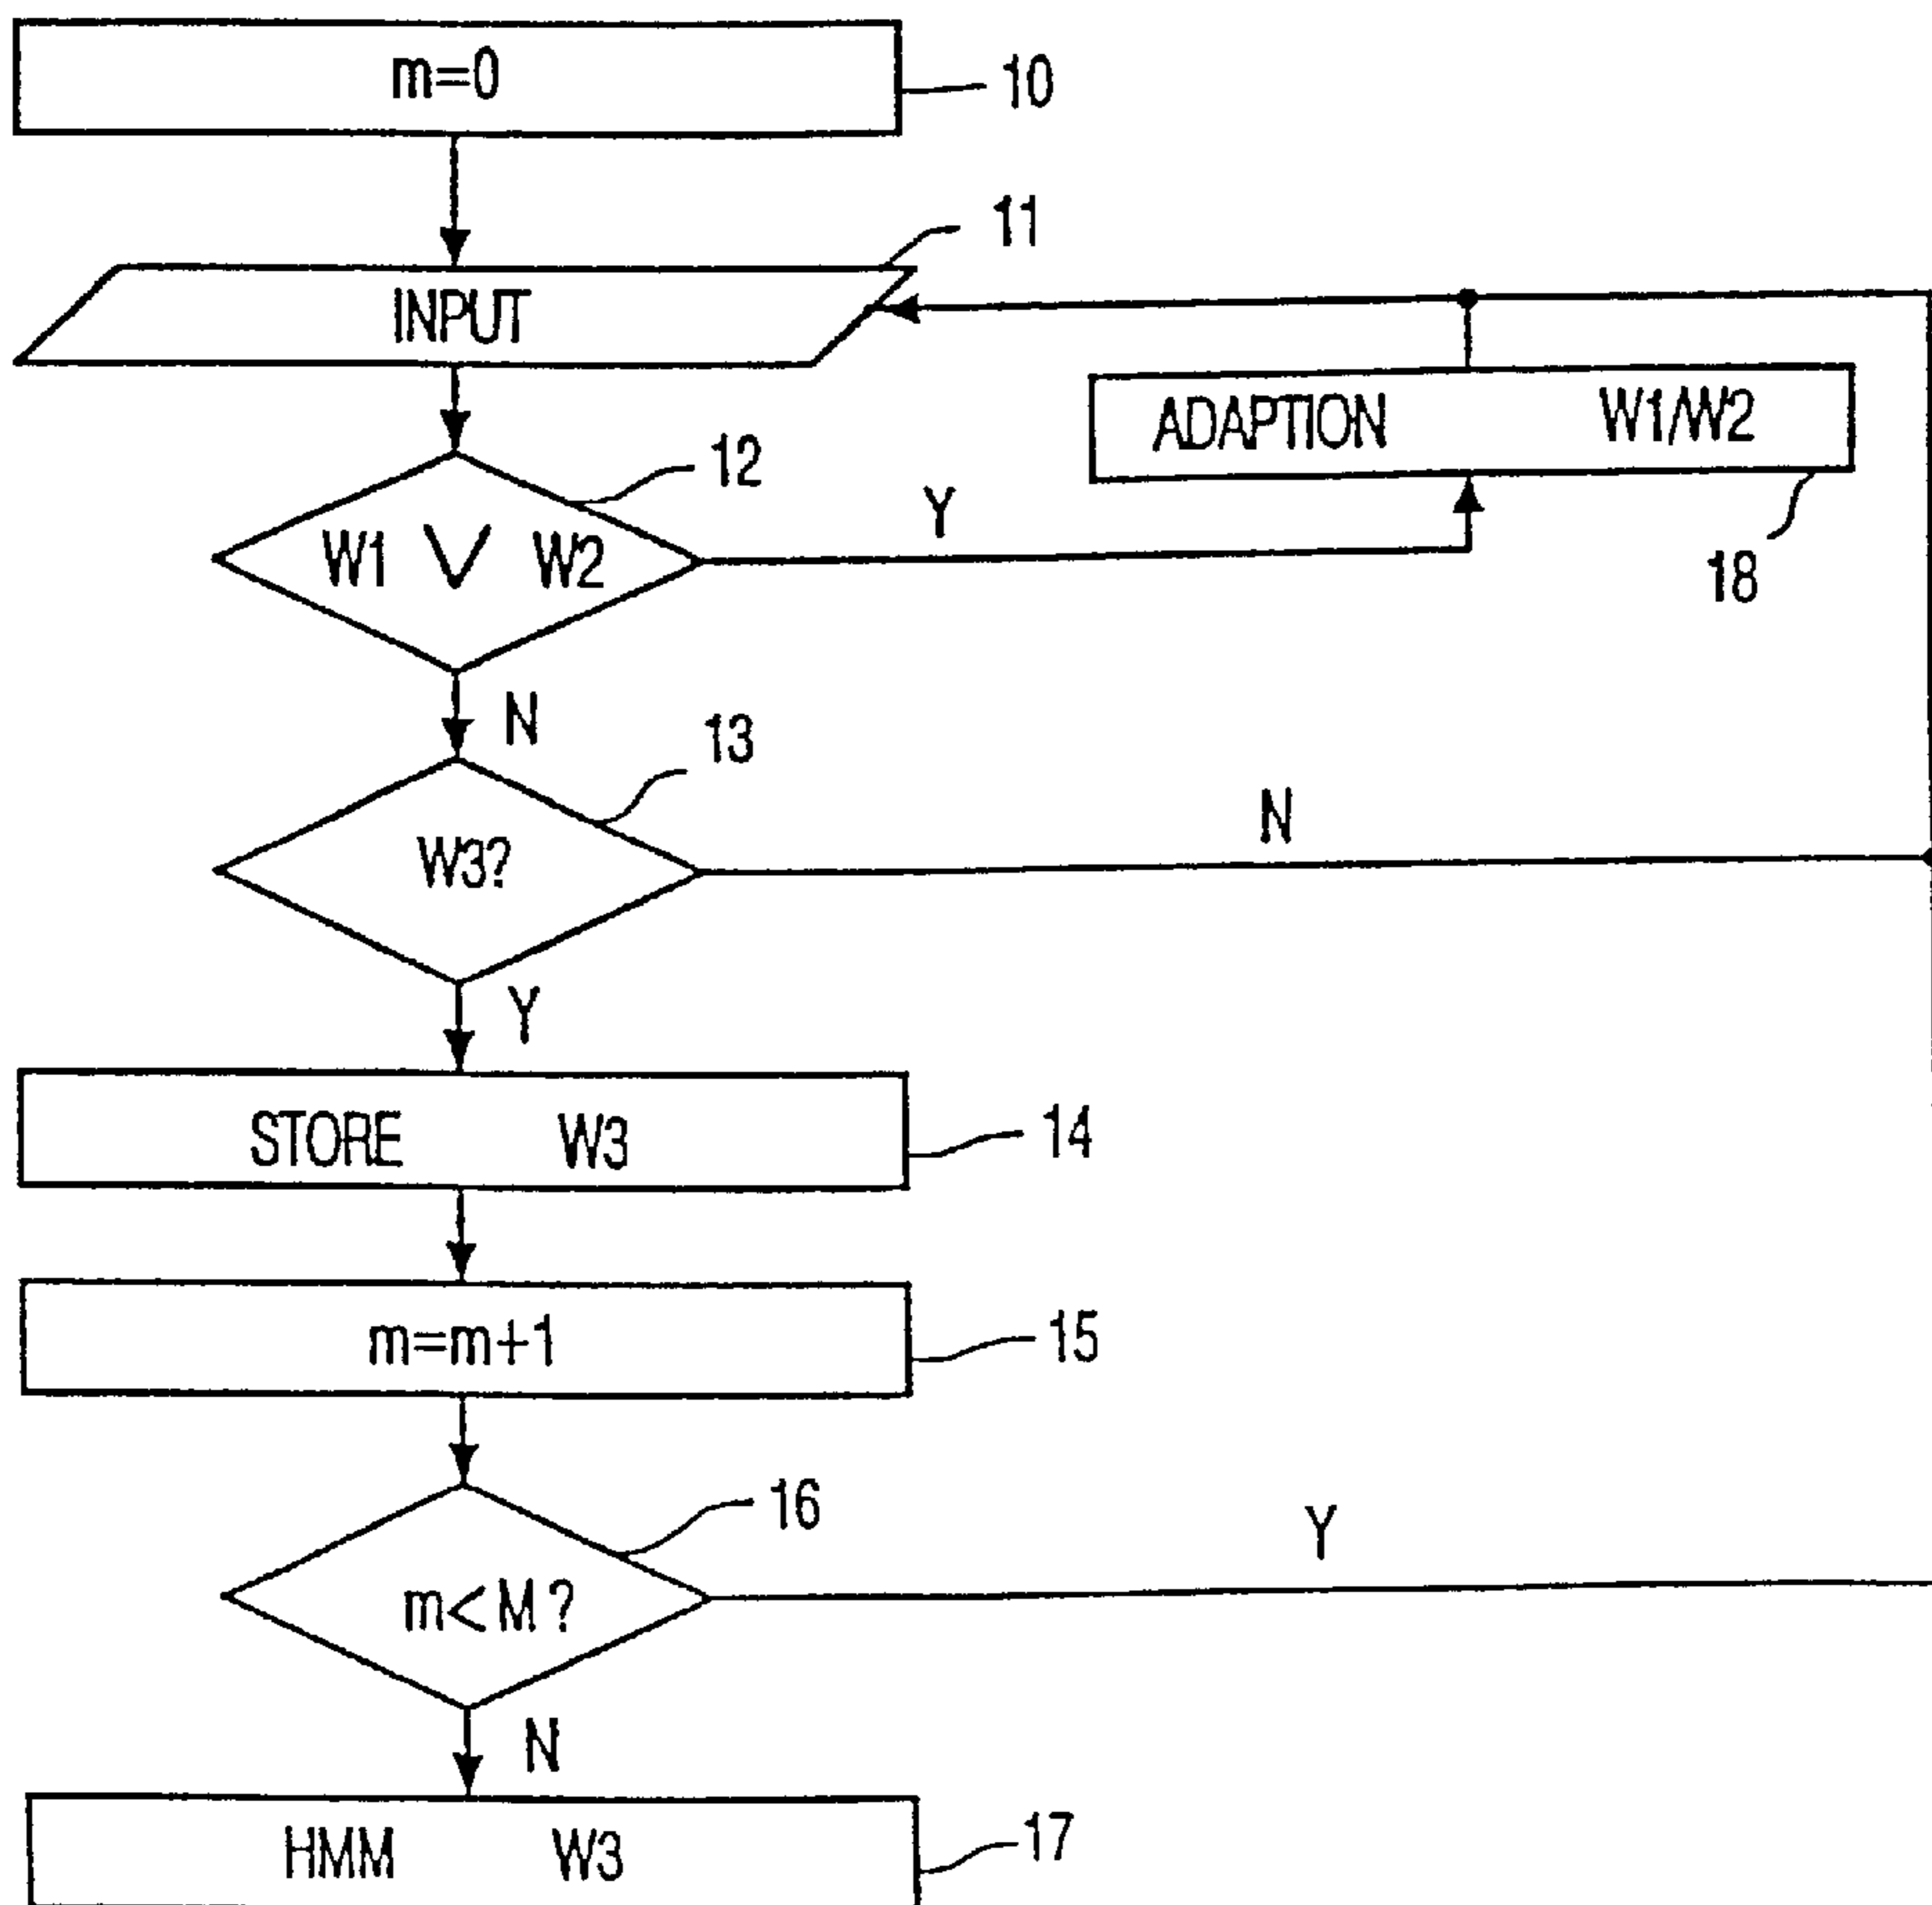 m=0
10
11
INPUT
ADAPTION W1/W2
12
W1 V W2
Y
18
N
13
W3?
N
Y
STORE W3
14
m=m+1
15
16
m<M?
Y
N
HMM W3
17